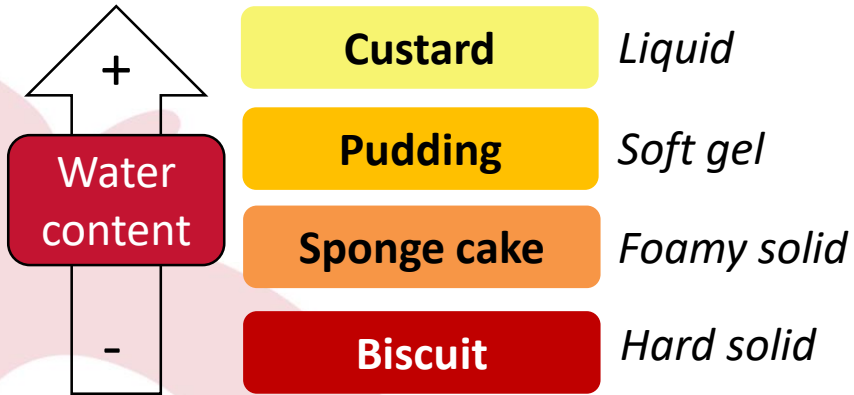 +
Custard Liquid
Pudding Soft gel
Water
content
Sponge cake Foamy solid
-
Biscuit Hard solid